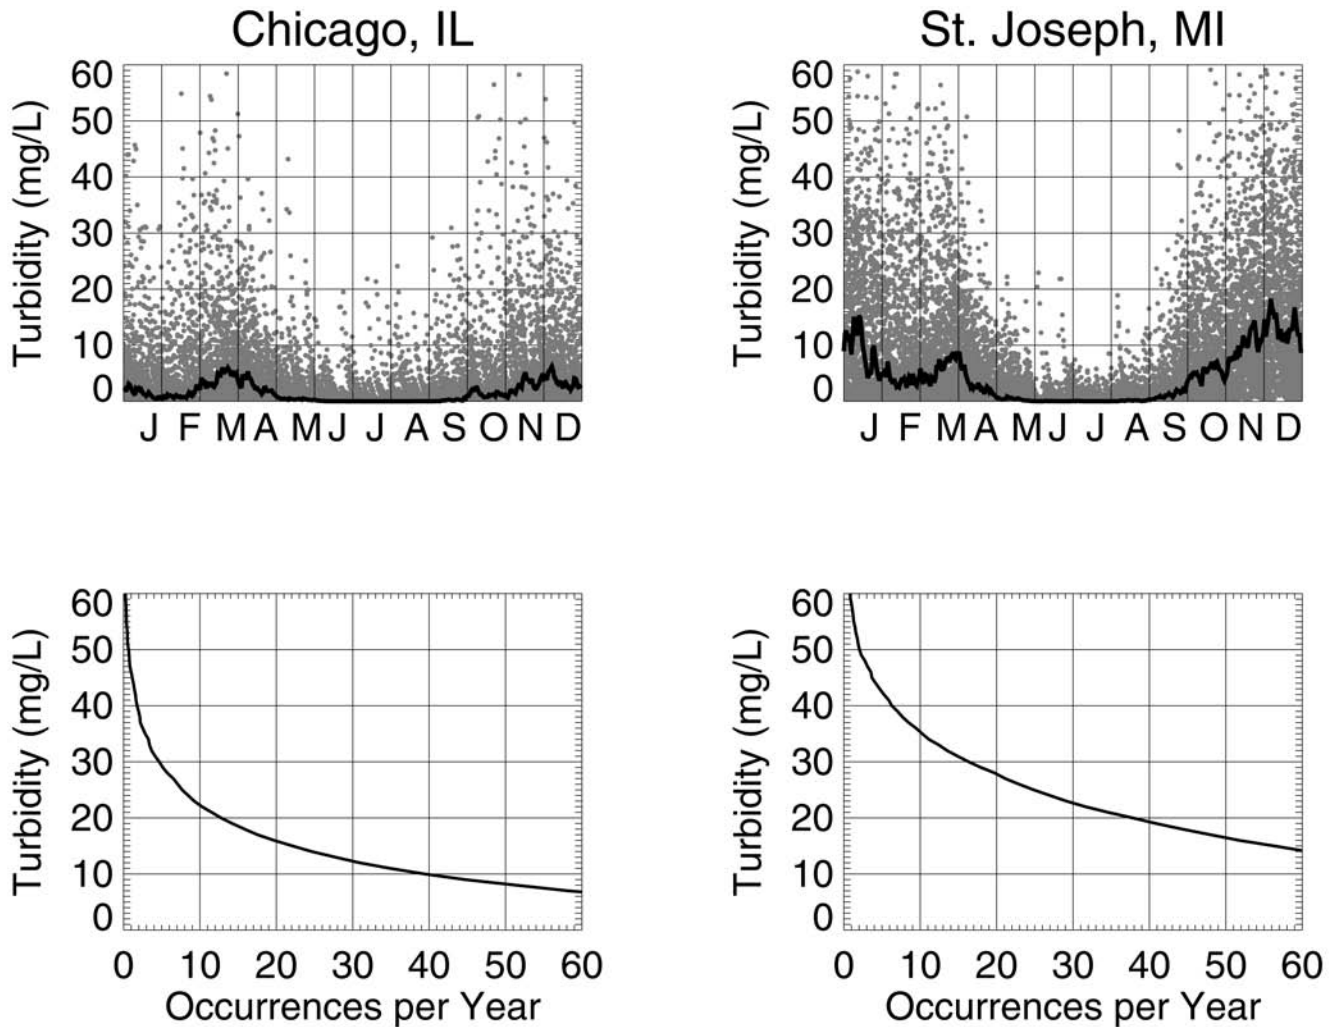 Chicago, IL
Turbidity (mg/L)
60
50
40
30
20
10
0
J F M A M J J A S O N D
St. Joseph, MI
Turbidity (mg/L)
60
50
40
30
20
10
0
J F M A M J J A S O N D
Turbidity (mg/L)
60
50
40
30
20
10
0
0 10 20 30 40 50 60
Occurrences per Year
Turbidity (mg/L)
60
50
40
30
20
10
0
0 10 20 30 40 50 60
Occurrences per Year